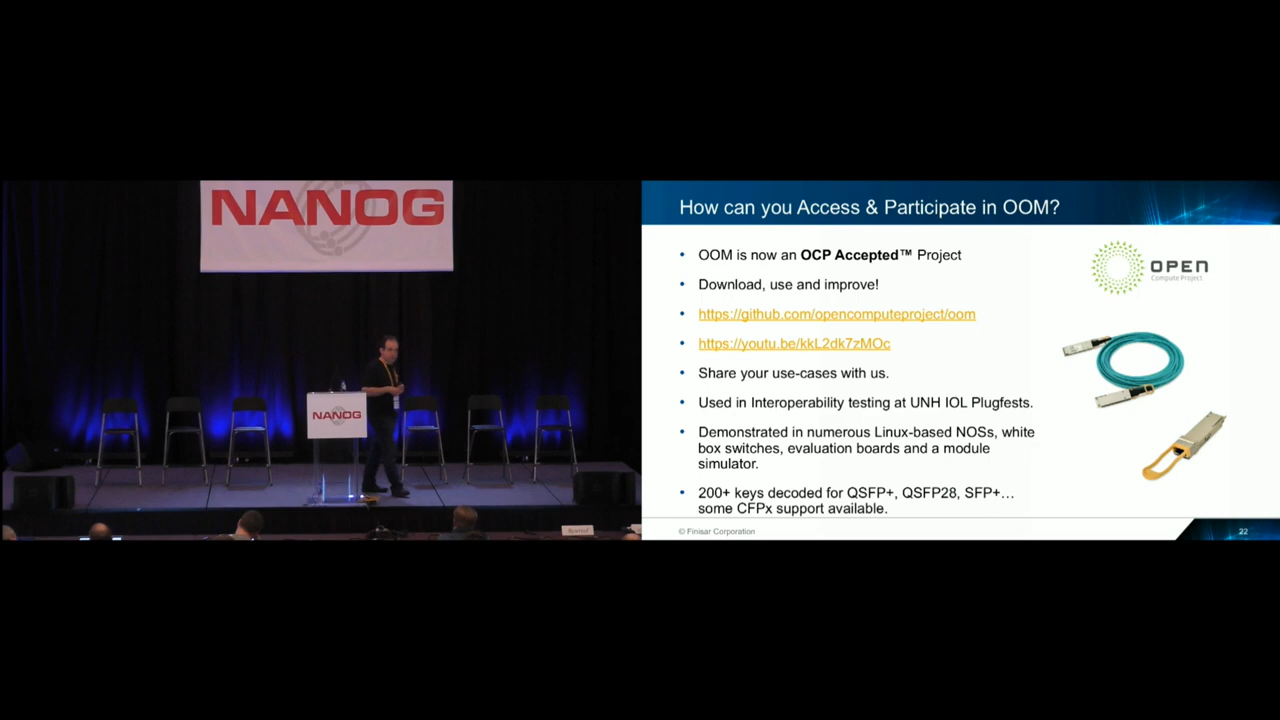 NANOG
NANOG
How can you Access & Participate in OOM?
• OOM is now an OCP Accepted™ Project
• Download, use and improve!
• https://github.com/opencomputeproject/oom
• https://youtu.be/kkL2dk7zMOc
• Share your use-cases with us.
• Used in Interoperability testing at UNH IOL Plugfests.
• Demonstrated in numerous Linux-based NOSs, white
box switches, evaluation boards and a module
simulator.
• 200+ keys decoded for QSFP+, QSFP28, SFP+…
some CFPx support available.
OPEN
Compute Project
© Finisar Corporation
22